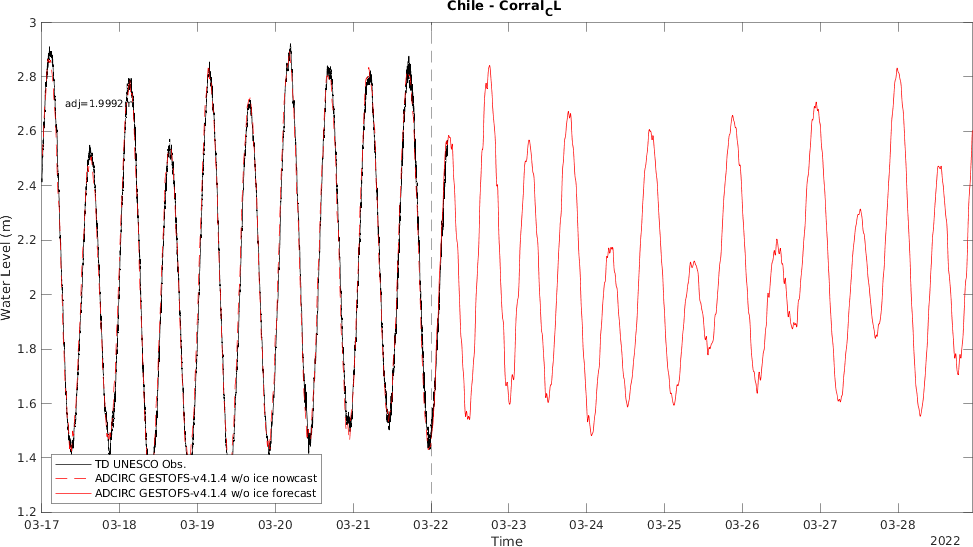 Chile - Corral_CL
3
2.8
adj=1.9992
2.6
2.4
2.2
Water Level (m)
2
1.8
1.6
1.4
TD UNESCO Obs.
ADCIRC GESTOFS-v4.1.4 w/o ice nowcast
ADCIRC GESTOFS-v4.1.4 w/o ice forecast
1.2
03-17 03-18 03-19 03-20 03-21 03-22 03-23 03-24 03-25 03-26 03-27 03-28
Time
2022